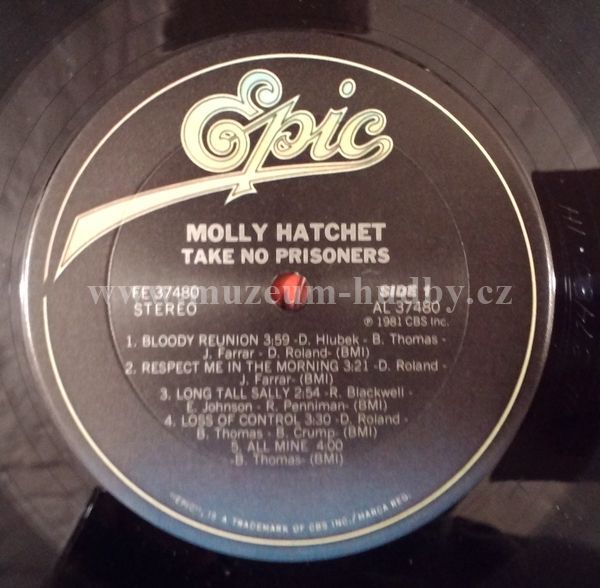 Epic
MOLLY HATCHET
TAKE NO PRISONERS
www.muzeum-hudby.cz
FE 37480 SIDE 1
STEREO AL 37480
℗ 1981 CBS Inc.
1. BLOODY REUNION 3:59 -D. Hlubek - B. Thomas -
J. Farrar - D. Roland- (BMI)
2. RESPECT ME IN THE MORNING 3:21 -D. Roland -
J. Farrar- (BMI)
3. LONG TALL SALLY 2:54 - R. Blackwell -
E. Johnson - R. Penniman- (BMI)
4. LOSS OF CONTROL 3:30 - D. Roland -
B. Thomas - B. Crump- (BMI)
5. ALL MINE 4:00
-B. Thomas- (BMI)
"EPIC", IS A TRADEMARK OF CBS INC./MARCA REG.